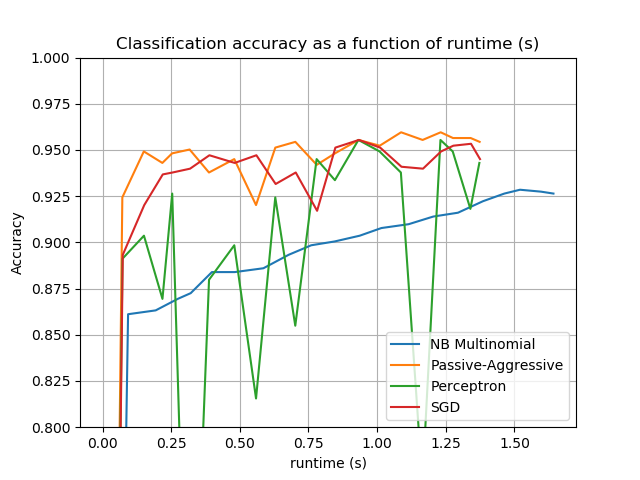 Classification accuracy as a function of runtime (s)
1.000
0.975
0.950
0.925
0.900
0.875
0.850
0.825
0.800
Accuracy
NB Multinomial
Passive-Aggressive
Perceptron
SGD
0.00 0.25 0.50 0.75 1.00 1.25 1.50
runtime (s)